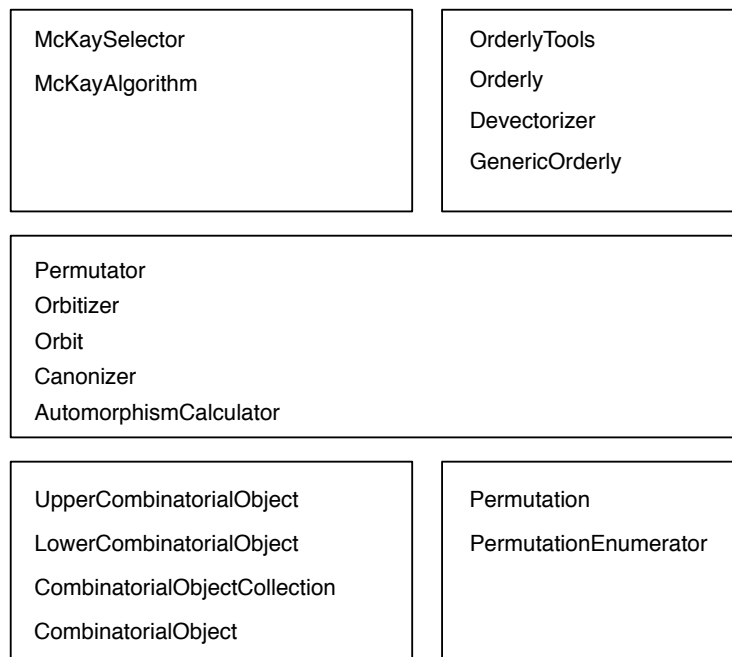 McKaySelector
McKayAlgorithm
OrderlyTools
Orderly
Devectorizer
GenericOrderly
Permutator
Orbitizer
Orbit
Canonizer
AutomorphismCalculator
UpperCombinatorialObject
LowerCombinatorialObject
CombinatorialObjectCollection
CombinatorialObject
Permutation
PermutationEnumerator